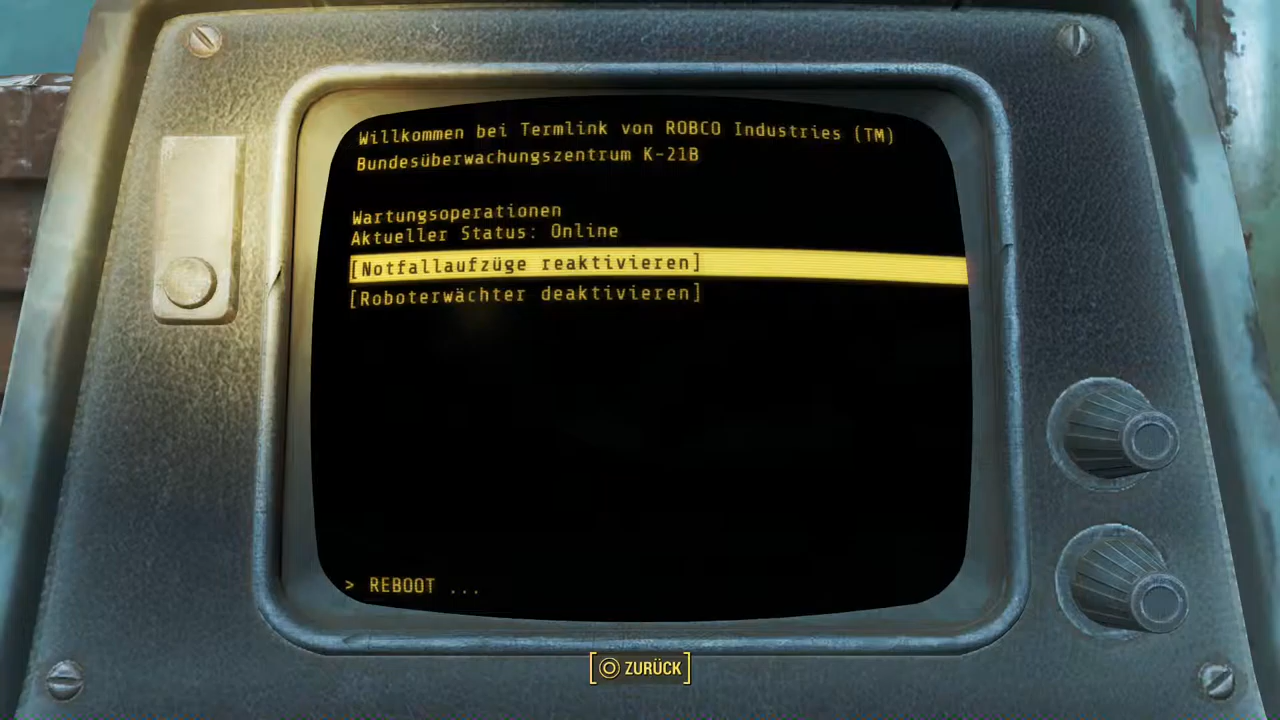 Willkommen bei Termlink von ROBCO Industries (TM)
Bundesüberwachungszentrum K-21B
Wartungsoperationen
Aktueller Status: Online
[Notfallaufzüge reaktivieren]
[Roboterwächter deaktivieren]
> REBOOT ...
[ ZURÜCK]